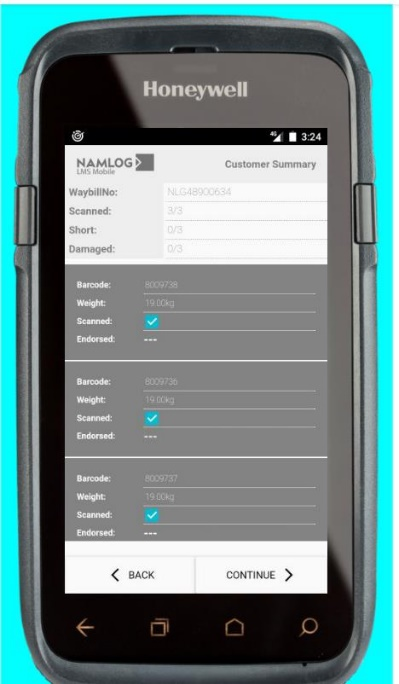 Honeywell
4G 3:24
NAMLOG
LMS Mobile
Customer Summary
WaybillNo: NLG48900634
Scanned: 3/3
Short: 0/3
Damaged: 0/3
Barcode: 8009738
Weight: 19.00kg
Scanned:
Endorsed: ---
Barcode: 8009736
Weight: 19.00kg
Scanned:
Endorsed: ---
Barcode: 8009737
Weight: 19.00kg
Scanned:
Endorsed: ---
BACK CONTINUE